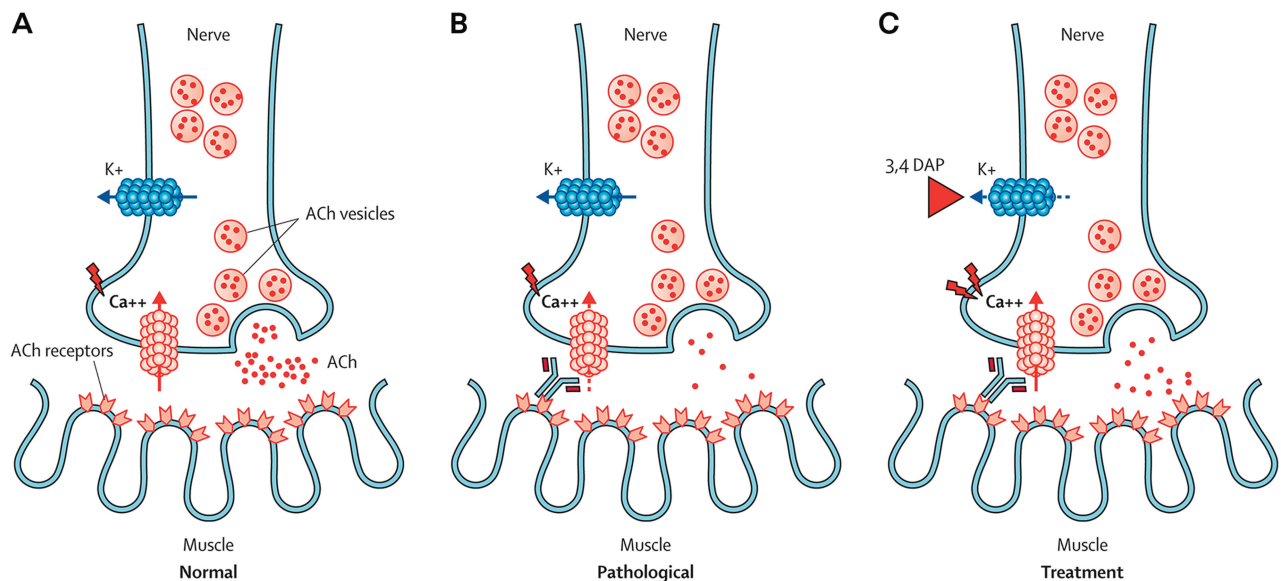 A
Nerve
K+
ACh vesicles
Ca++
ACh receptors
ACh
Muscle
Normal
B
Nerve
K+
Ca++
Muscle
Pathological
C
Nerve
3,4 DAP
K+
Ca++
Muscle
Treatment